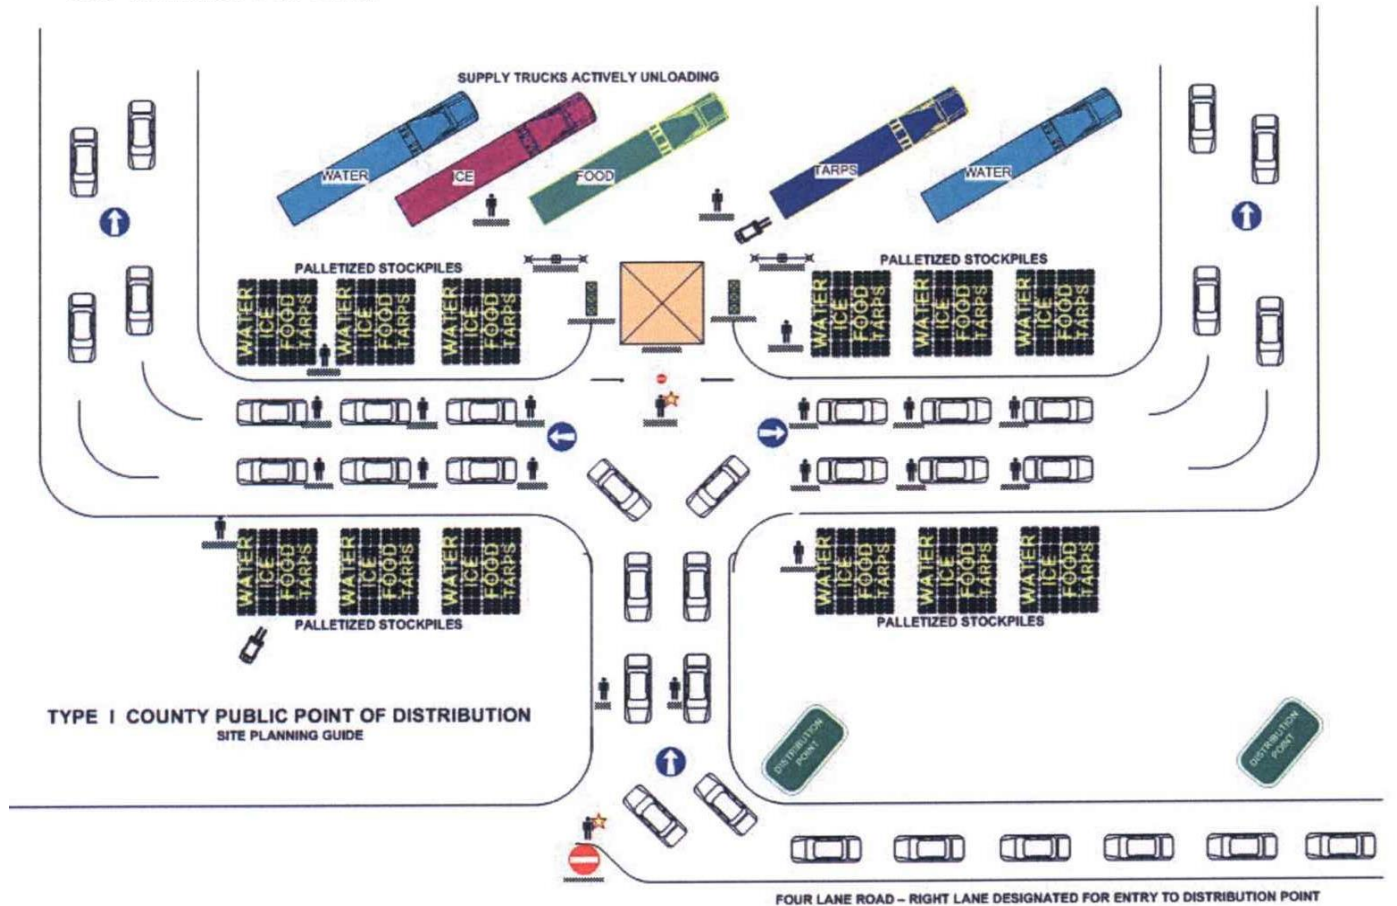 SUPPLY TRUCKS ACTIVELY UNLOADING
WATER
ICE
FOOD
TARPS
WATER
PALLETIZED STOCKPILES
PALLETIZED STOCKPILES
WATER
ICE
FOOD
TARPS
WATER
ICE
FOOD
TARPS
WATER
ICE
FOOD
TARPS
WATER
ICE
FOOD
TARPS
WATER
ICE
FOOD
TARPS
WATER
ICE
FOOD
TARPS
WATER
ICE
FOOD
TARPS
WATER
ICE
FOOD
TARPS
WATER
ICE
FOOD
TARPS
WATER
ICE
FOOD
TARPS
WATER
ICE
FOOD
TARPS
WATER
ICE
FOOD
TARPS
PALLETIZED STOCKPILES
PALLETIZED STOCKPILES
TYPE I COUNTY PUBLIC POINT OF DISTRIBUTION
SITE PLANNING GUIDE
DISTRIBUTION
POINT
DISTRIBUTION
POINT
FOUR LANE ROAD – RIGHT LANE DESIGNATED FOR ENTRY TO DISTRIBUTION POINT